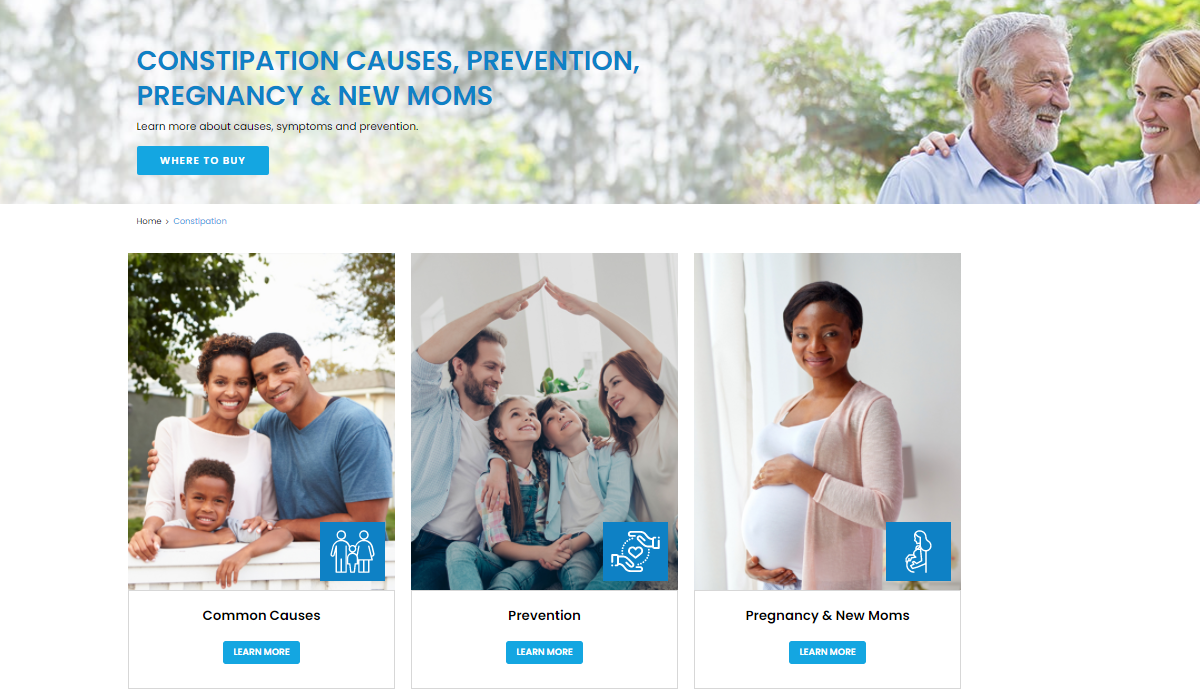 CONSTIPATION CAUSES, PREVENTION,
PREGNANCY & NEW MOMS
Learn more about causes, symptoms and prevention.
WHERE TO BUY
Home › Constipation
Common Causes
LEARN MORE
Prevention
LEARN MORE
Pregnancy & New Moms
LEARN MORE